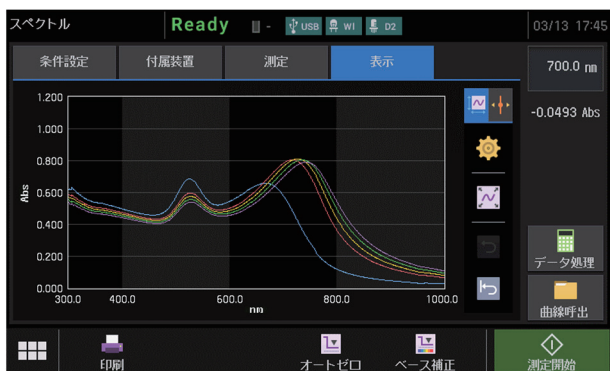 スペクトル
Ready
-
USB
WI
D2
03/13 17:45
条件設定
付属装置
測定
表示
700.0 nm
-0.0493 Abs
1.200
1.000
0.800
0.600
0.400
0.200
0.000
Abs
300.0
400.0
600.0
800.0
1000.0
nm
データ処理
曲線呼出
印刷
オートゼロ
ベース補正
測定開始